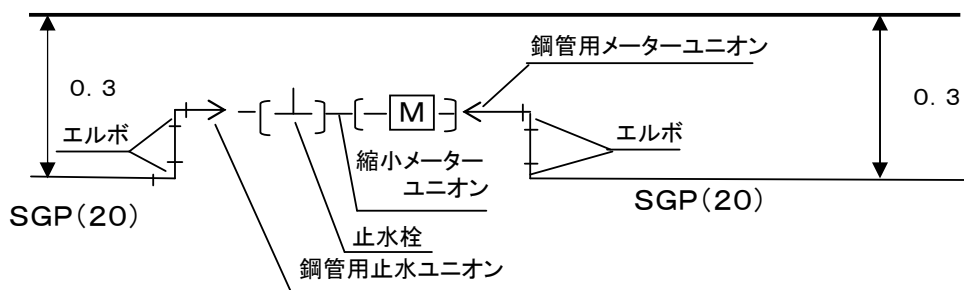 鋼管用メーターユニオン
０．３
０．３
M
エルボ
エルボ
縮小メーター
ユニオン
SGP（20）
SGP（20）
止水栓
鋼管用止水ユニオン